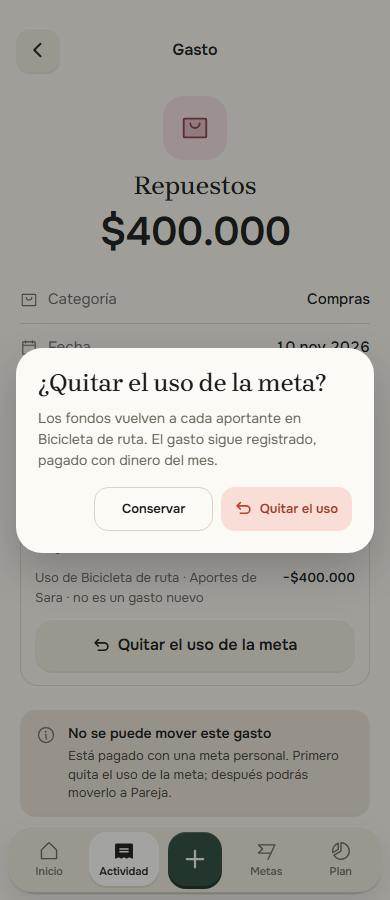 Gasto
Repuestos
$400.000
Categoría
Compras
Fecha
10 nov 2026
¿Quitar el uso de la meta?
Los fondos vuelven a cada aportante en
Bicicleta de ruta. El gasto sigue registrado,
pagado con dinero del mes.
Conservar
Quitar el uso
Uso de Bicicleta de ruta · Aportes de
Sara · no es un gasto nuevo
-$400.000
Quitar el uso de la meta
No se puede mover este gasto
Está pagado con una meta personal. Primero
quita el uso de la meta; después podrás
moverlo a Pareja.
Inicio
Actividad
Metas
Plan